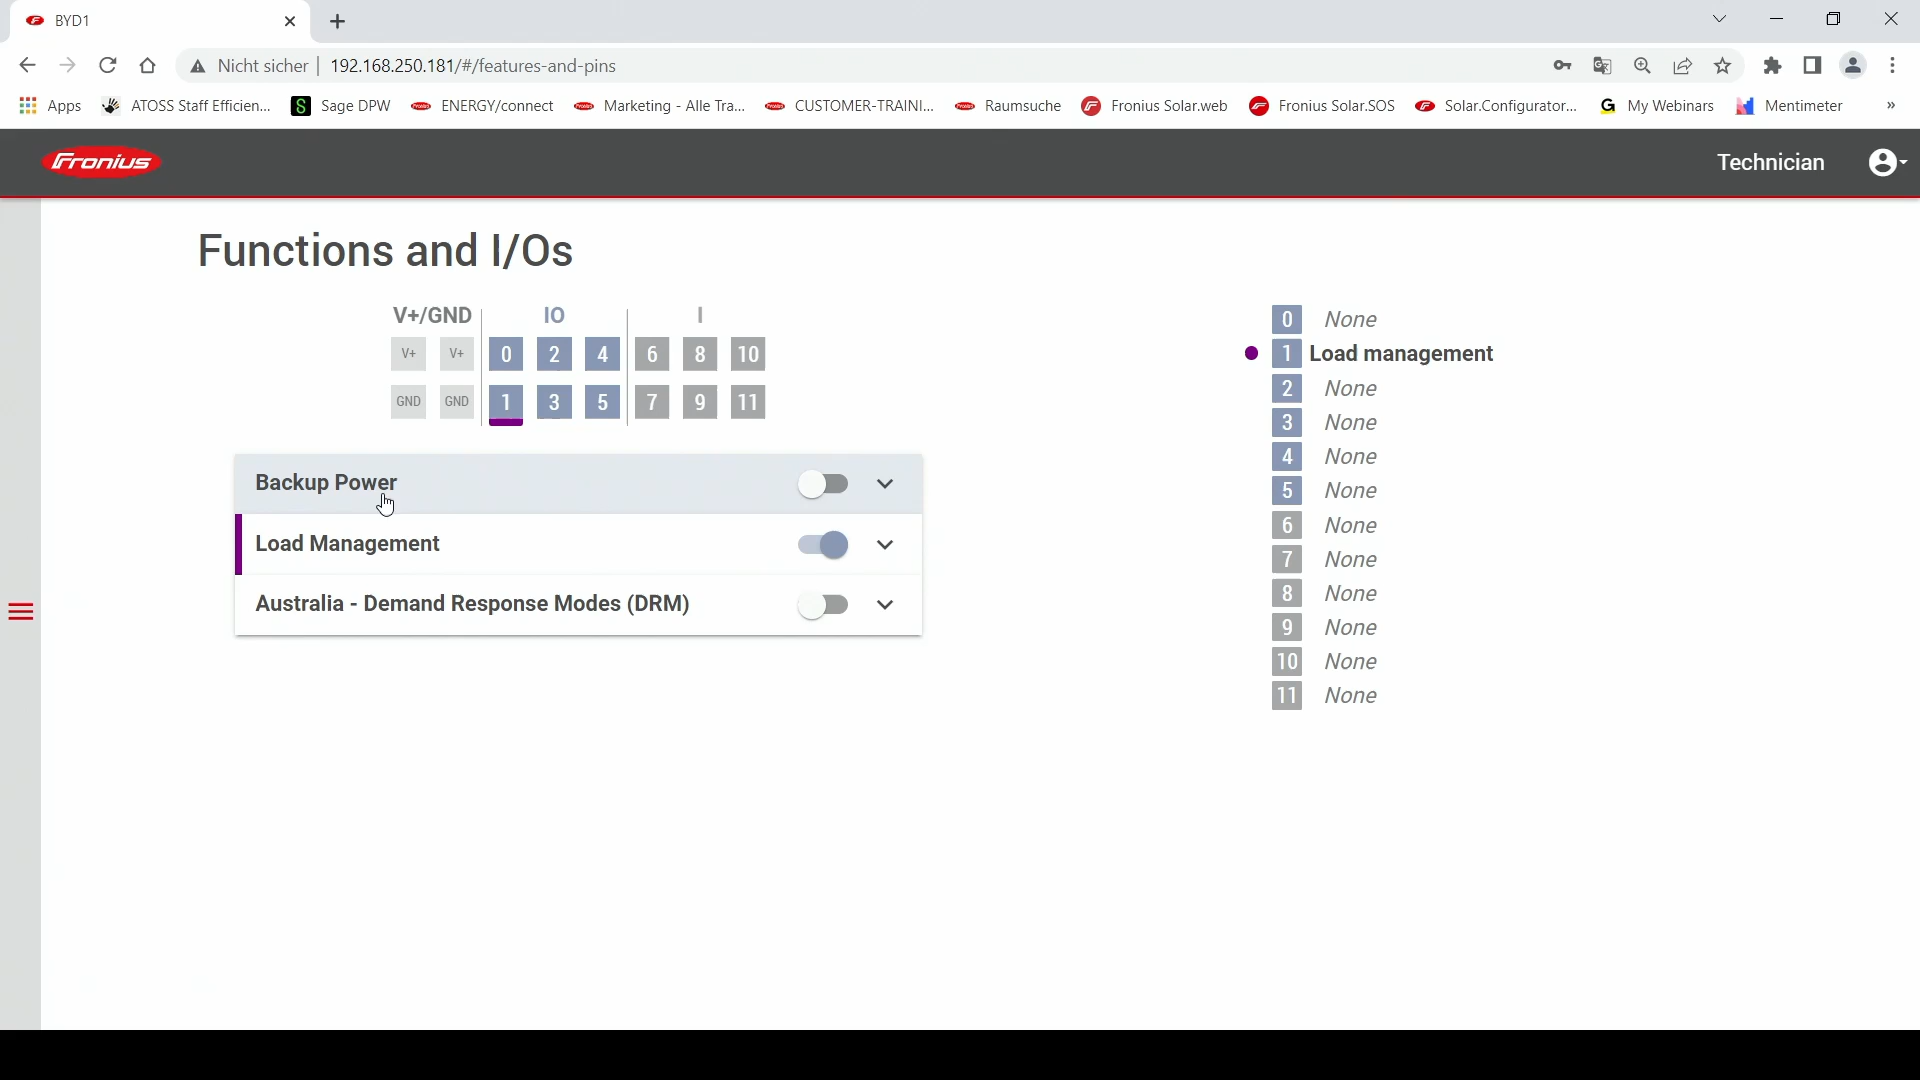 BYD1
Nicht sicher | 192.168.250.181/#/features-and-pins
Apps ATOSS Staff Efficien... Sage DPW ENERGY/connect Marketing - Alle Tra... CUSTOMER-TRAINI... Raumsuche Fronius Solar.web Fronius Solar.SOS Solar.Configurator... G My Webinars Mentimeter »
Fronius Technician
Functions and I/Os
V+/GND IO I
V+ V+ 0 2 4 6 8 10
GND GND 1 3 5 7 9 11
Backup Power
Load Management
Australia - Demand Response Modes (DRM)
0 None
1 Load management
2 None
3 None
4 None
5 None
6 None
7 None
8 None
9 None
10 None
11 None